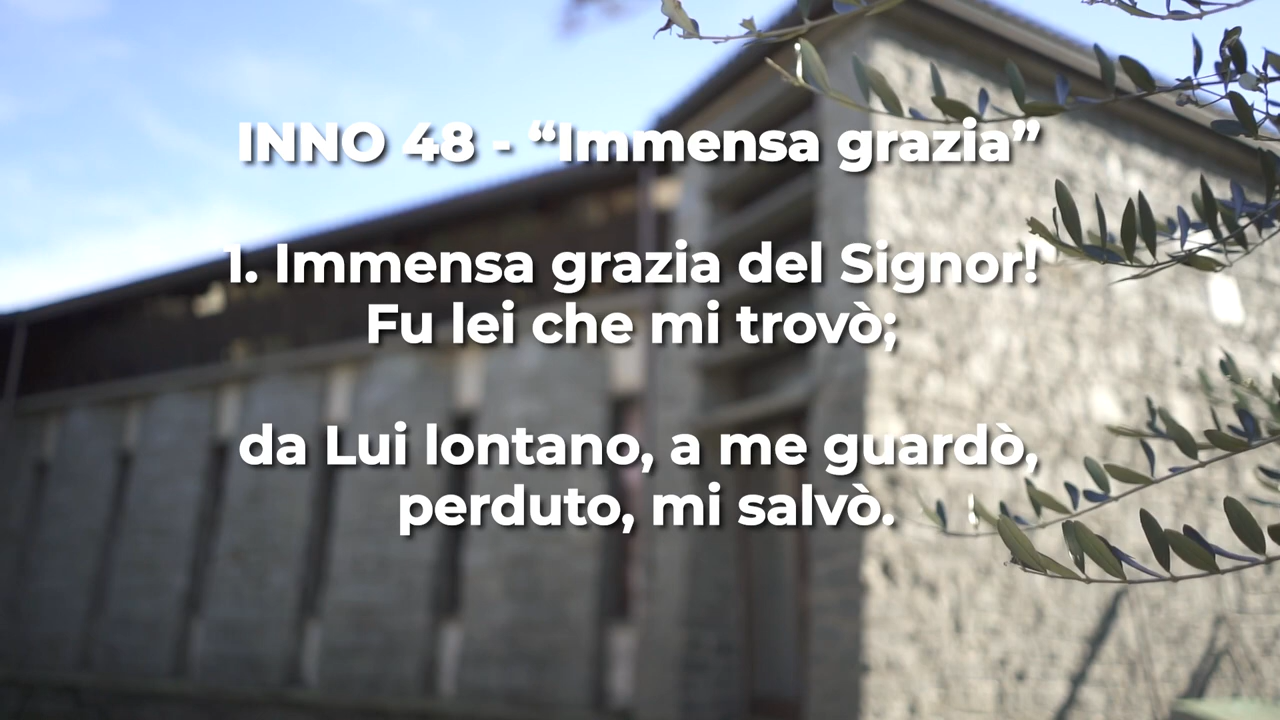 INNO 48 - “Immensa grazia”
1. Immensa grazia del Signor!
Fu lei che mi trovò;
da Lui lontano, a me guardò,
perduto, mi salvò.